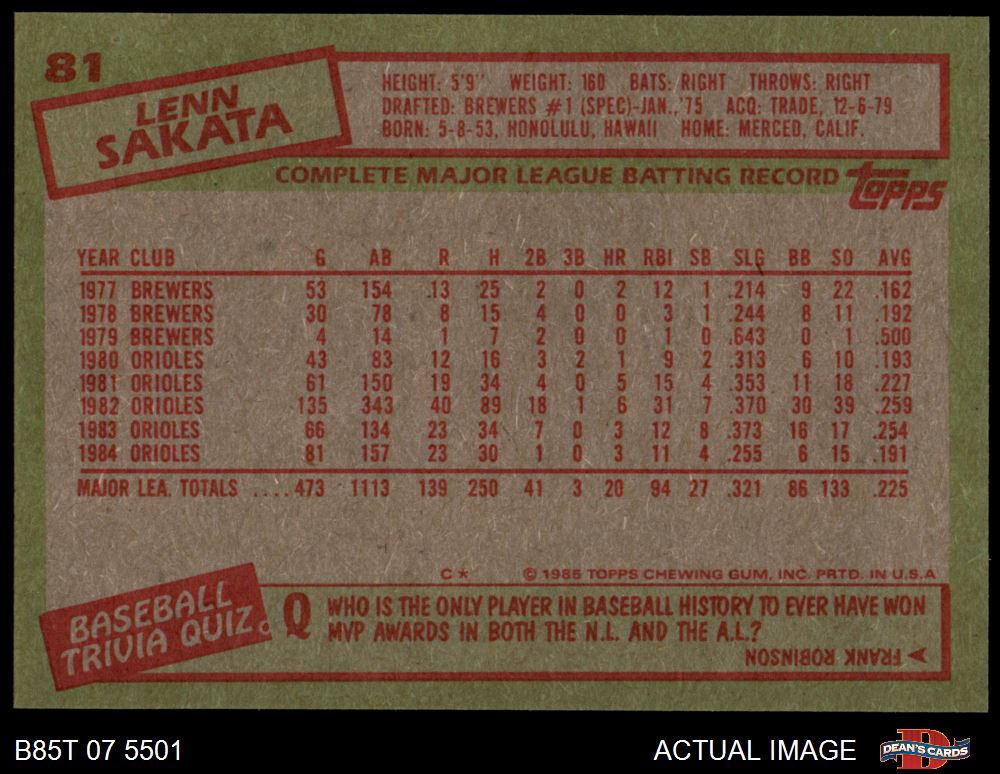 81
LENN
SAKATA
HEIGHT: 5'9" WEIGHT: 160 BATS: RIGHT THROWS: RIGHT
DRAFTED: BREWERS #1 (SPEC)-JAN.,'75 ACQ: TRADE, 12-6-79
BORN: 5-8-53, HONOLULU, HAWAII HOME: MERCED, CALIF.
COMPLETE MAJOR LEAGUE BATTING RECORD topps
YEAR CLUB G AB R H 2B 3B HR RBI SB SLG BB SO AVG
1977 BREWERS 53 154 13 25 2 0 2 12 1 .214 9 22 .162
1978 BREWERS 30 78 8 15 4 0 0 3 1 .244 8 11 .192
1979 BREWERS 4 14 1 7 2 0 0 1 0 .643 0 1 .500
1980 ORIOLES 43 83 12 16 3 2 1 9 2 .313 6 10 .193
1981 ORIOLES 61 150 19 34 4 0 5 15 4 .353 11 18 .227
1982 ORIOLES 135 343 40 89 18 1 6 31 7 .370 30 39 .259
1983 ORIOLES 66 134 23 34 7 0 3 12 8 .373 16 17 .254
1984 ORIOLES 81 157 23 30 1 0 3 11 4 .255 6 15 .191
MAJOR LEA. TOTALS ....473 1113 139 250 41 3 20 94 27 .321 86 133 .225
C* © 1985 TOPPS CHEWING GUM, INC. PRTD. IN U.S.A
BASEBALL
TRIVIA QUIZ
Q WHO IS THE ONLY PLAYER IN BASEBALL HISTORY TO EVER HAVE WON
MVP AWARDS IN BOTH THE N.L. AND THE A.L.?
FRANK ROBINSON
B85T 07 5501
ACTUAL IMAGE
DEAN'S CARDS